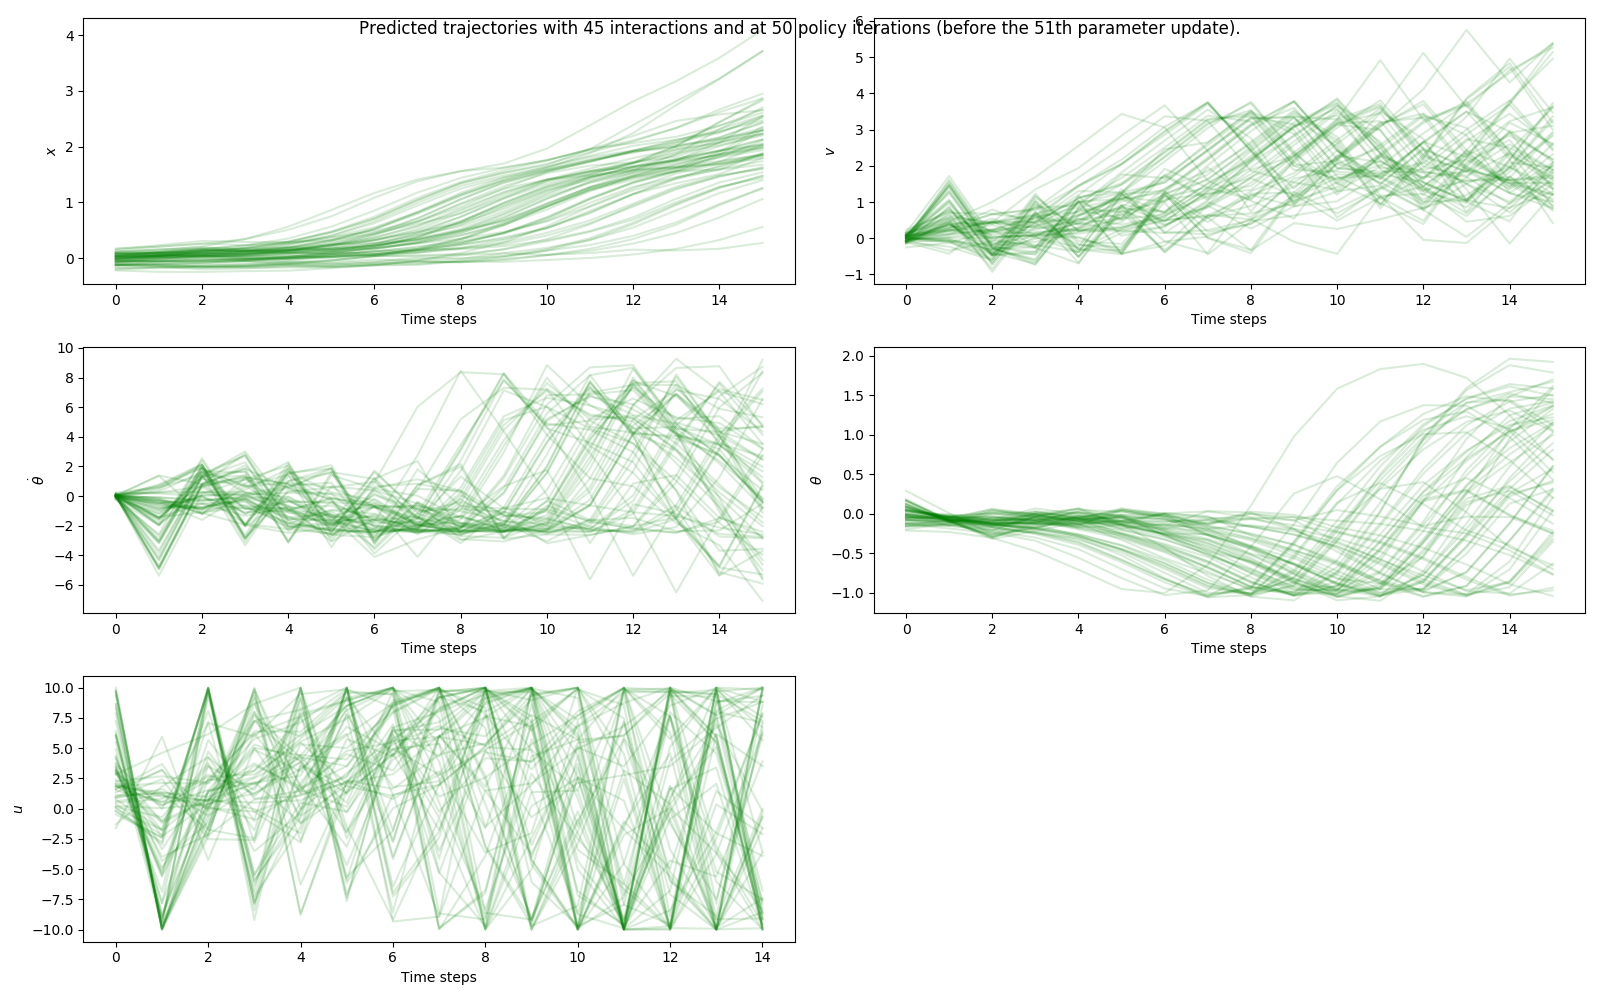 Predicted trajectories with 45 interactions and at 50 policy iterations (before the 51th parameter update).
4
3
2
1
0
x
0 2 4 6 8 10 12 14
Time steps
6
5
4
3
2
1
0
−1
v
0 2 4 6 8 10 12 14
Time steps
10
8
6
4
2
0
−2
−4
−6
θ̇
0 2 4 6 8 10 12 14
Time steps
2.0
1.5
1.0
0.5
0.0
−0.5
−1.0
θ
0 2 4 6 8 10 12 14
Time steps
10.0
7.5
5.0
2.5
0.0
−2.5
−5.0
−7.5
−10.0
u
0 2 4 6 8 10 12 14
Time steps